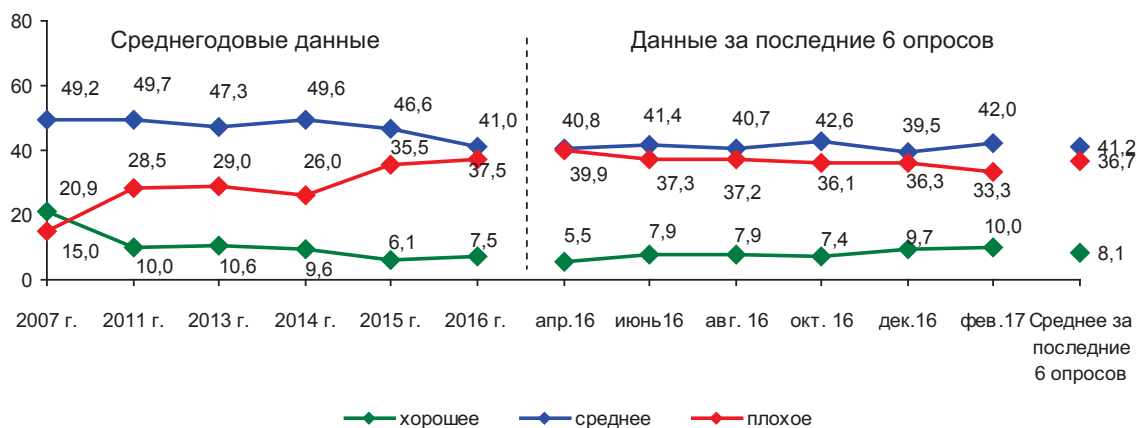 80
60
40
20
0
Среднегодовые данные
Данные за последние 6 опросов
49,2 49,7 47,3 49,6 46,6 41,0
20,9 28,5 29,0 26,0 35,5 37,5
15,0 10,0 10,6 9,6 6,1 7,5
40,8 41,4 40,7 42,6 39,5 42,0 41,2
39,9 37,3 37,2 36,1 36,3 33,3 36,7
5,5 7,9 7,9 7,4 9,7 10,0 8,1
2007 г. 2011 г. 2013 г. 2014 г. 2015 г. 2016 г. апр.16 июнь16 авг. 16 окт. 16 дек.16 фев.17 Среднее за
последние
6 опросов
хорошее среднее плохое